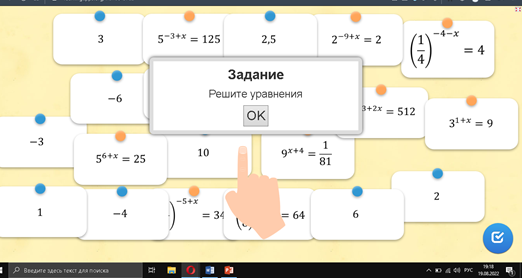 3
5^{-3+x} = 125
2,5
2^{-9+x} = 2
(1/4)^{-4-x} = 4
Задание
Решите уравнения
OK
−6
3+2x = 512
3^{1+x} = 9
−3
5^{6+x} = 25
10
9^{x+4} = 1/81
1
−4
)^{-5+x} = 34
= 64
6
2
Введите здесь текст для поиска
РУС
19:18
19.08.2022